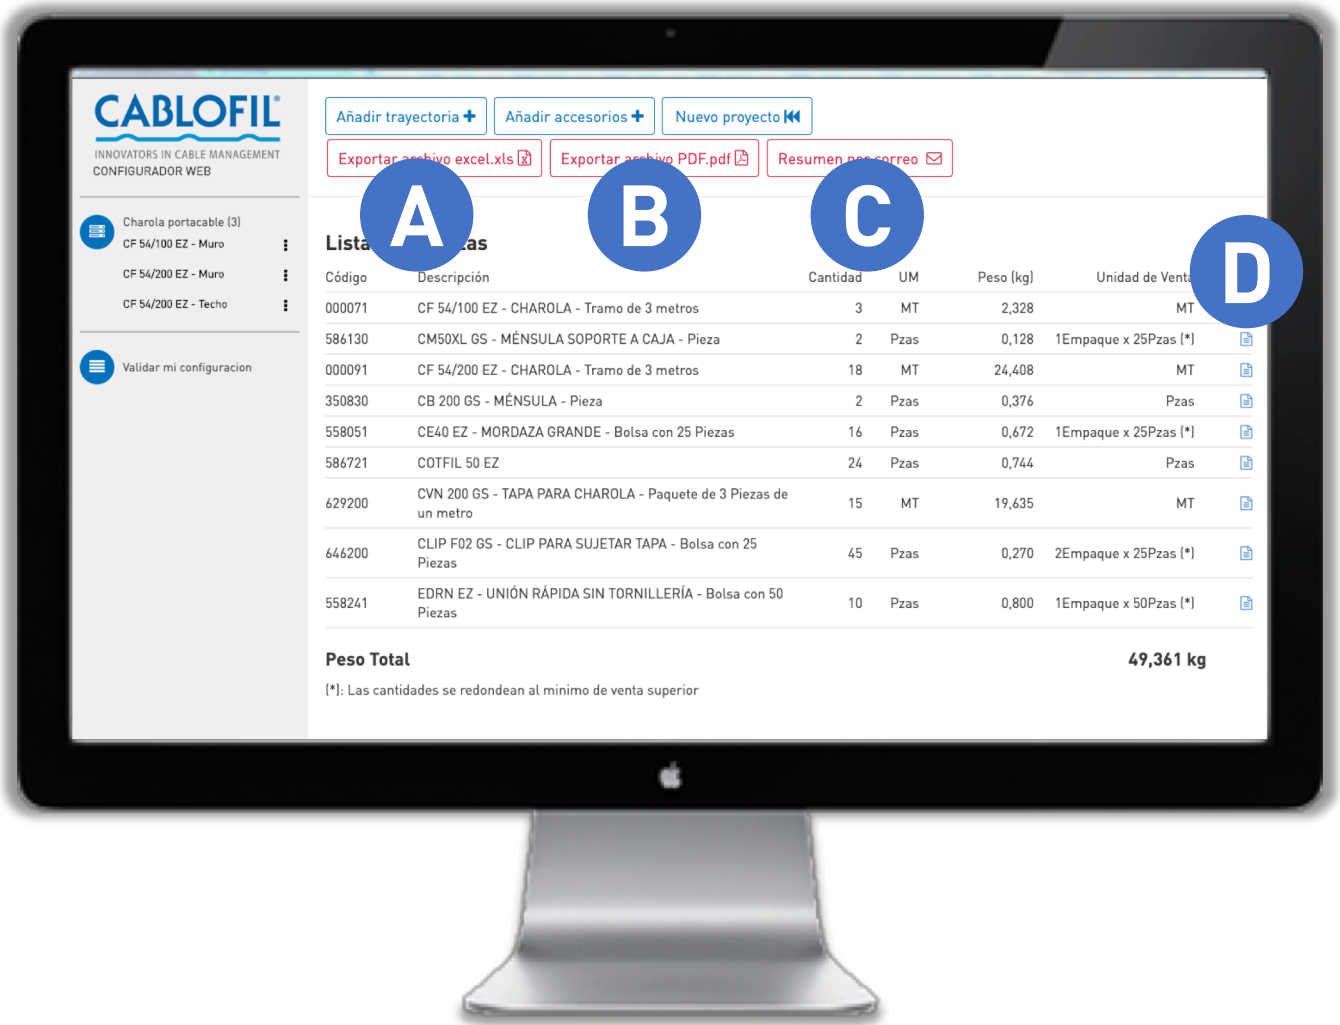 CABLOFIL®
INNOVATORS IN CABLE MANAGEMENT
CONFIGURADOR WEB
Charola portacable (3)
CF 54/100 EZ - Muro
CF 54/200 EZ - Muro
CF 54/200 EZ - Techo
Validar mi configuracion
Añadir trayectoria
Añadir accesorios
Nuevo proyecto
Exportar archivo excel.xls
Exportar archivo PDF.pdf
Resumen por correo
A
B
C
D
Lista
Código Descripción Cantidad UM Peso (kg) Unidad de Venta
000071 CF 54/100 EZ - CHAROLA - Tramo de 3 metros 3 MT 2,328 MT
586130 CM50XL GS - MÉNSULA SOPORTE A CAJA - Pieza 2 Pzas 0,128 1Empaque x 25Pzas (*)
000091 CF 54/200 EZ - CHAROLA - Tramo de 3 metros 18 MT 24,408 MT
350830 CB 200 GS - MÉNSULA - Pieza 2 Pzas 0,376 Pzas
558051 CE40 EZ - MORDAZA GRANDE - Bolsa con 25 Piezas 16 Pzas 0,672 1Empaque x 25Pzas (*)
586721 COTFIL 50 EZ 24 Pzas 0,744 Pzas
629200 CVN 200 GS - TAPA PARA CHAROLA - Paquete de 3 Piezas de
un metro 15 MT 19,635 MT
646200 CLIP F02 GS - CLIP PARA SUJETAR TAPA - Bolsa con 25
Piezas 45 Pzas 0,270 2Empaque x 25Pzas (*)
558241 EDRN EZ - UNIÓN RÁPIDA SIN TORNILLERÍA - Bolsa con 50
Piezas 10 Pzas 0,800 1Empaque x 50Pzas (*)
Peso Total 49,361 kg
(*): Las cantidades se redondean al minimo de venta superior